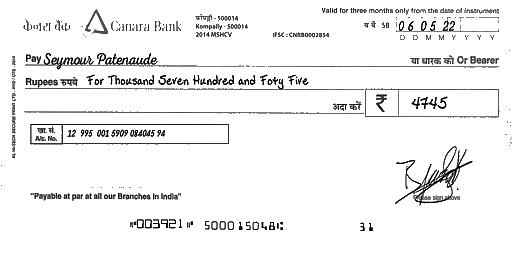 Valid for three months only from the date of instrument
केनरा बैंक Canara Bank
कोंपल्ली - 500014
Kompally - 500014
2014 MSHCV
IFSC : CNRB0002854
SB 06 05 22
D D M M Y Y Y Y
Pay Seymour Patenaude या धारक को Or Bearer
Rupees रुपये For Thousand Seven Hundred and Foty Five
अदा करें ₹ 4745
खा. सं.
A/c. No. 12 995 001 5909 084045 94
Please sign above
"Payable at par at all our Branches in India"
⑈003921⑈ 500015048⑆ 31